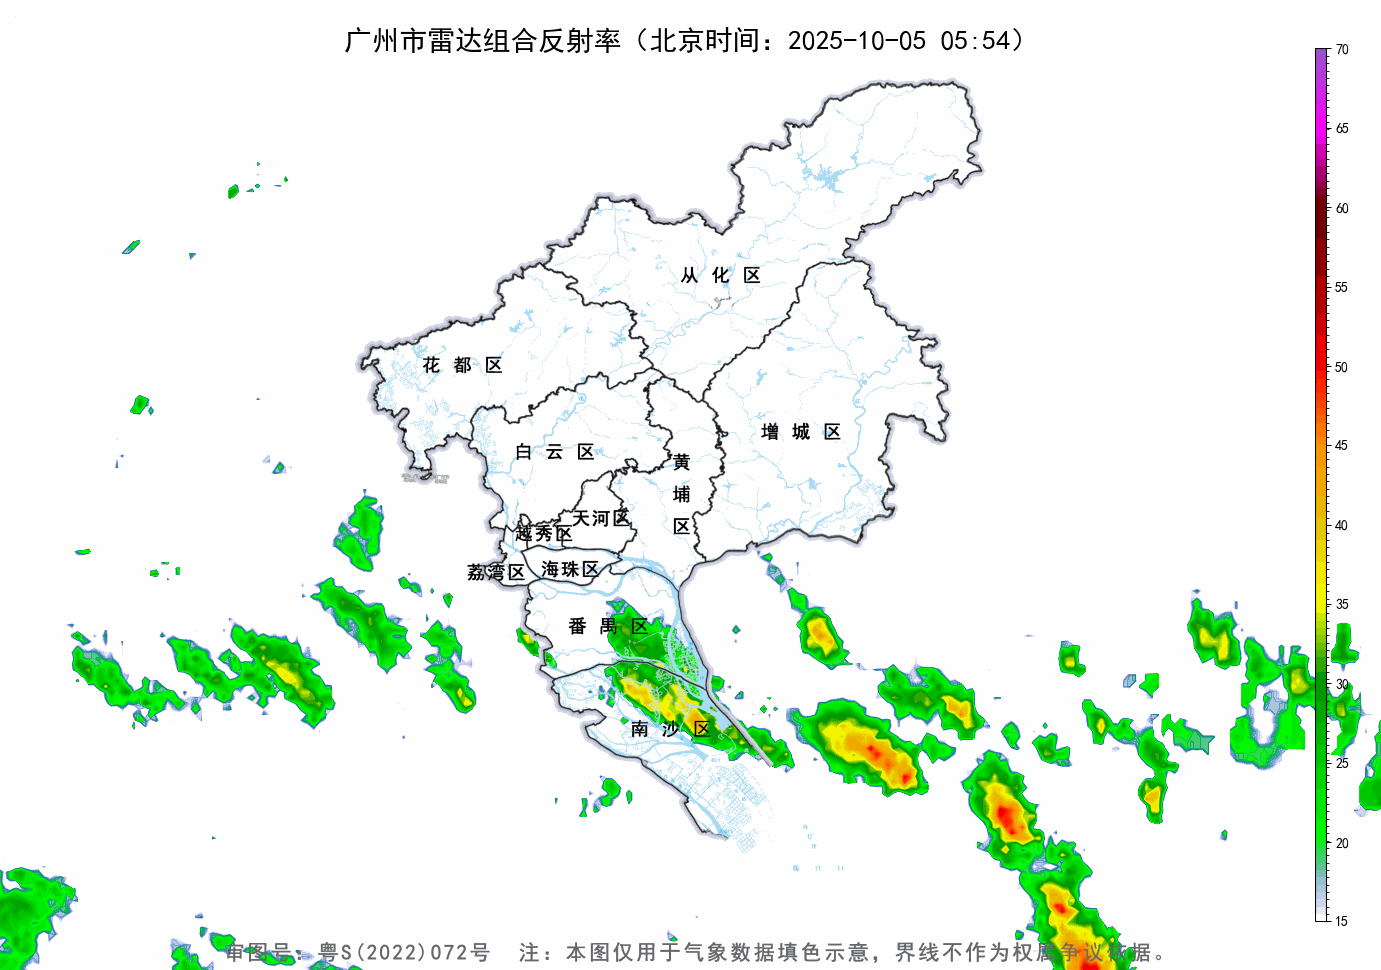 广州市雷达组合反射率（北京时间：2025-10-05 05:54）
70
65
60
55
50
45
40
35
30
25
20
15
从化区
花都区
增城区
白云区
黄埔区
天河区
越秀区
荔湾区
海珠区
番禺区
南沙区
审图号：粤S(2022)072号 注：本图仅用于气象数据填色示意，界线不作为权属争议依据。